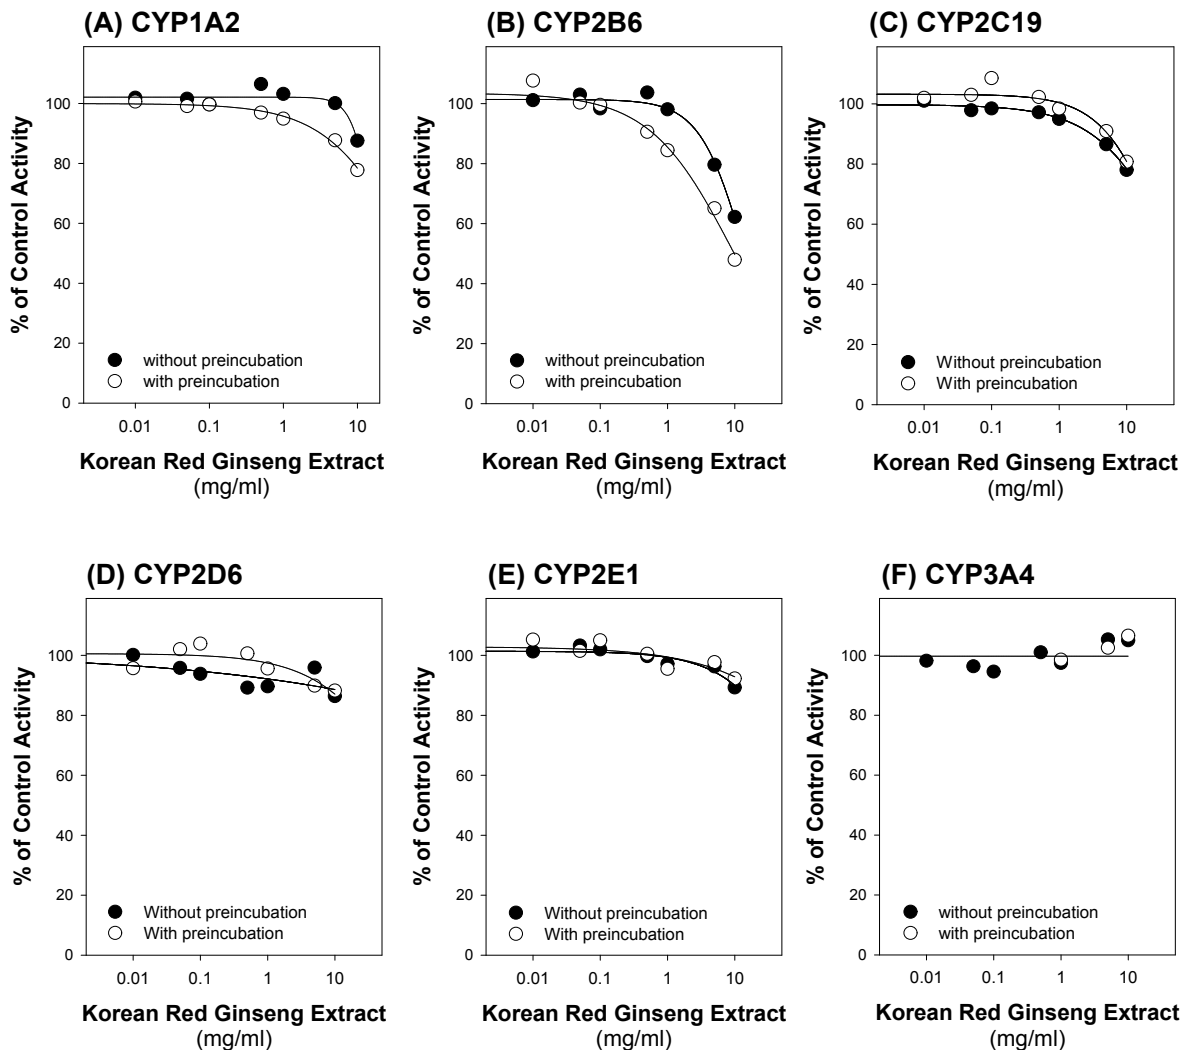 (A) CYP1A2
% of Control Activity
100
80
60
40
20
0
without preincubation
with preincubation
0.01 0.1 1 10
Korean Red Ginseng Extract
(mg/ml)
(B) CYP2B6
% of Control Activity
100
80
60
40
20
0
without preincubation
with preincubation
0.01 0.1 1 10
Korean Red Ginseng Extract
(mg/ml)
(C) CYP2C19
% of Control Activity
100
80
60
40
20
0
Without preincubation
With preincubation
0.01 0.1 1 10
Korean Red Ginseng Extract
(mg/ml)
(D) CYP2D6
% of Control Activity
100
80
60
40
20
0
Without preincubation
With preincubation
0.01 0.1 1 10
Korean Red Ginseng Extract
(mg/ml)
(E) CYP2E1
% of Control Activity
100
80
60
40
20
0
Without preincubation
With preincubation
0.01 0.1 1 10
Korean Red Ginseng Extract
(mg/ml)
(F) CYP3A4
% of Control Activity
100
80
60
40
20
0
without preincubation
with preincubation
0.01 0.1 1 10
Korean Red Ginseng Extract
(mg/ml)